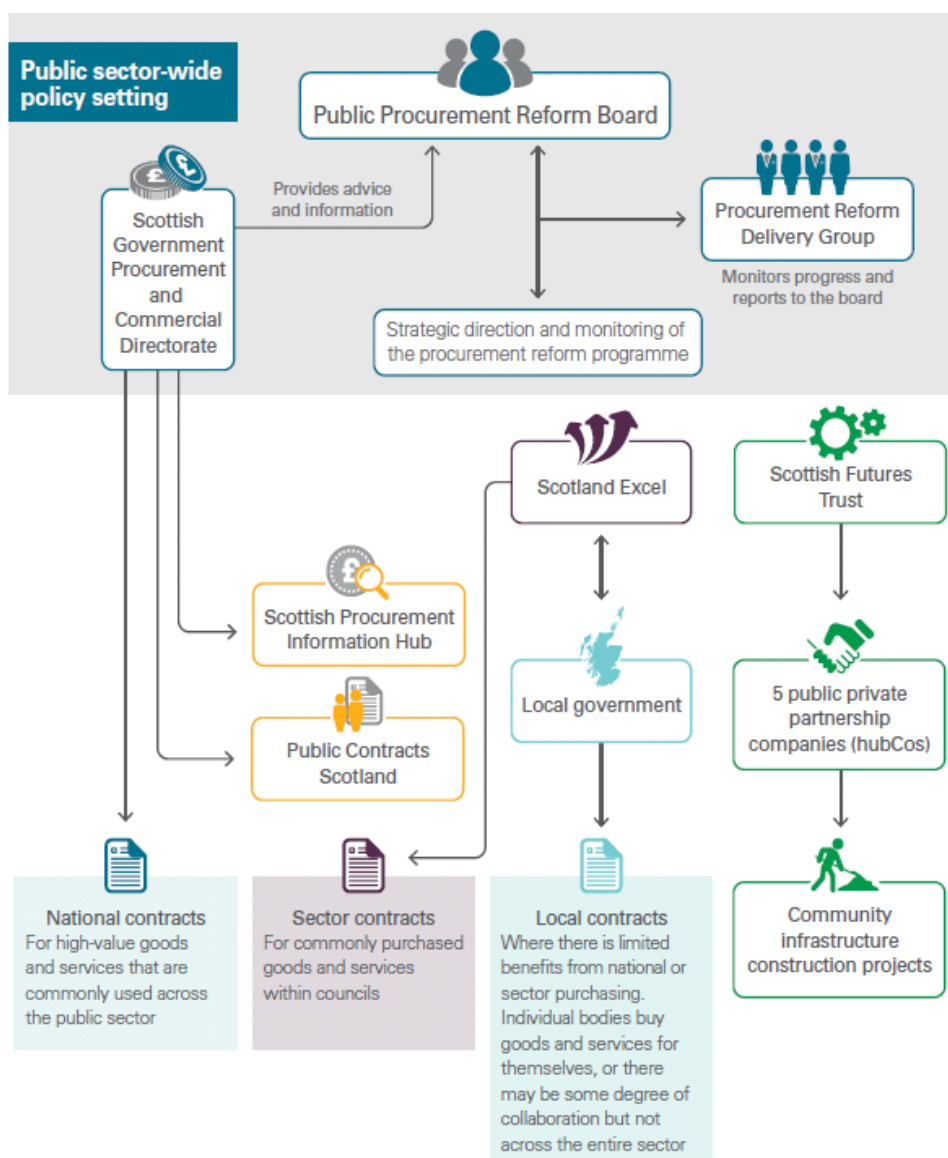 Public sector-wide
policy setting
Public Procurement Reform Board
Provides advice
and information
Scottish
Government
Procurement
and
Commercial
Directorate
Procurement Reform
Delivery Group
Monitors progress and
reports to the board
Strategic direction and monitoring of
the procurement reform programme
Scotland Excel
Scottish Futures
Trust
Scottish Procurement
Information Hub
Local government
5 public private
partnership
companies (hubCos)
Public Contracts
Scotland
National contracts
For high-value goods
and services that are
commonly used across
the public sector
Sector contracts
For commonly purchased
goods and services
within councils
Local contracts
Where there is limited
benefits from national or
sector purchasing.
Individual bodies buy
goods and services for
themselves, or there
may be some degree of
collaboration but not
across the entire sector
Community
infrastructure
construction projects